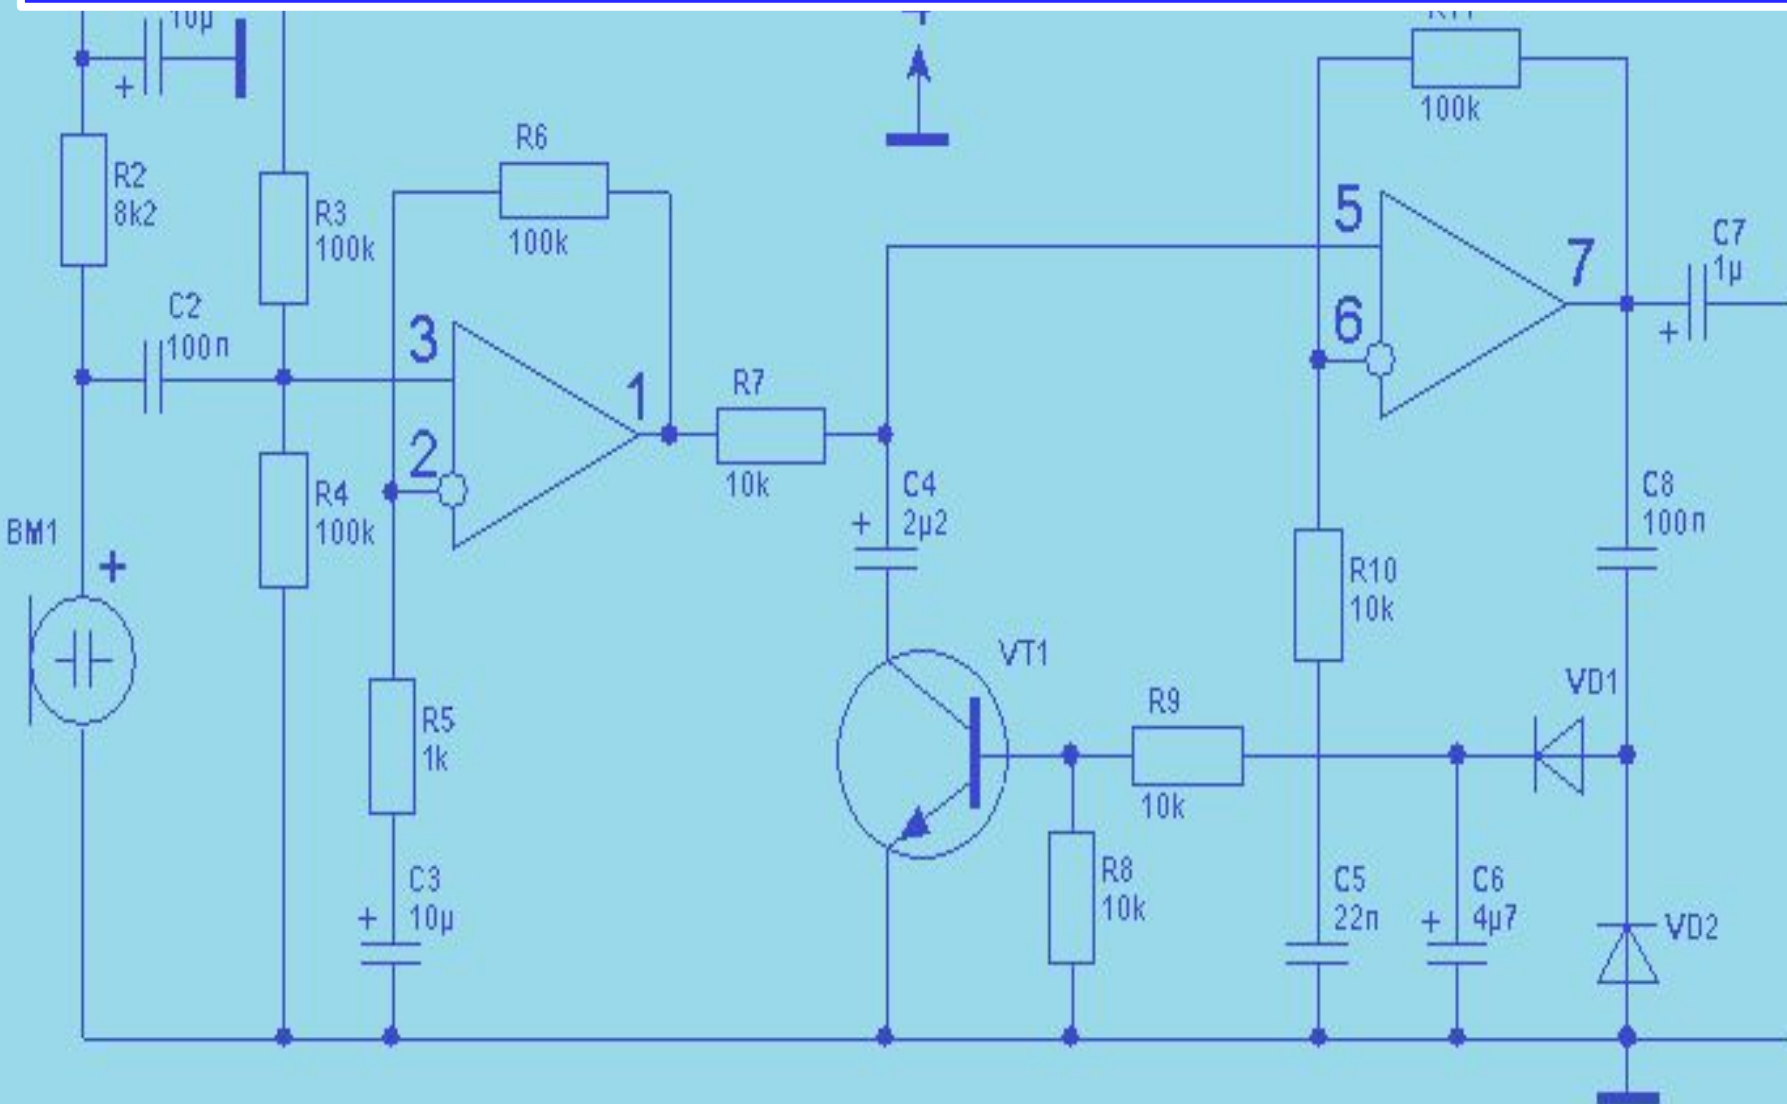 10µ
+
R2
8k2
R3
100k
C2
100n
R6
100k
3
2
1
R7
10k
R4
100k
BM1
+
R5
1k
C3
+
10µ
C4
+
2µ2
VT1
R9
10k
R8
10k
100k
5
6
7
C7
1µ
+
R10
10k
C8
100n
VD1
C5
22n
C6
+
4µ7
VD2